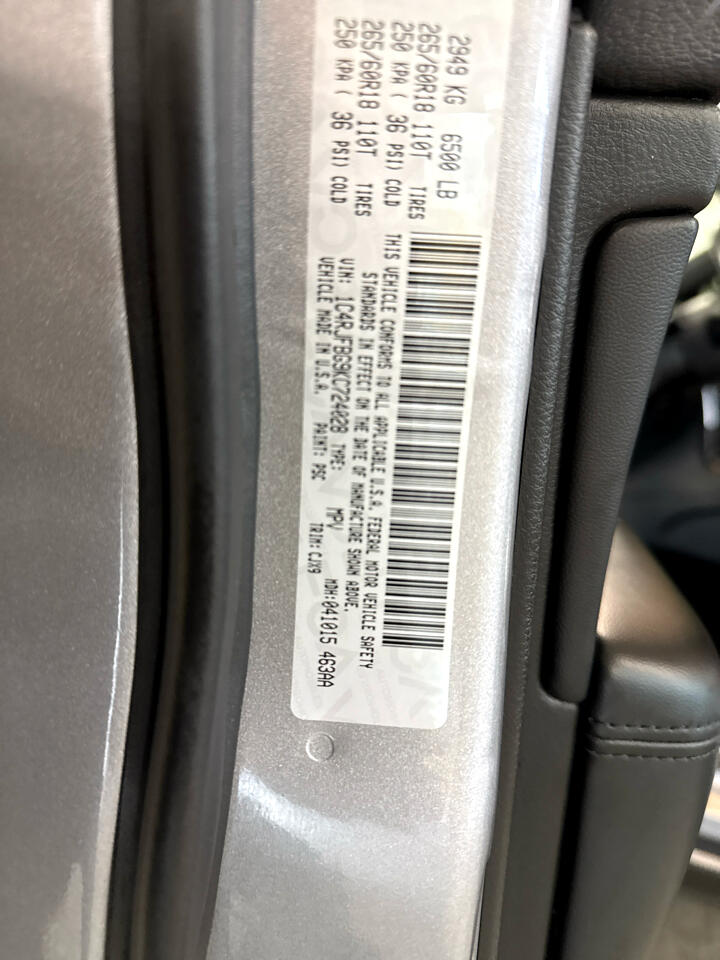 2949 KG 6500 LB
265/60R18 110T TIRES
250 KPA ( 36 PSI) COLD
265/60R18 110T TIRES
250 KPA ( 36 PSI) COLD
THIS VEHICLE CONFORMS TO ALL APPLICABLE U.S.A. FEDERAL MOTOR VEHICLE SAFETY
STANDARDS IN EFFECT ON THE DATE OF MANUFACTURE SHOWN ABOVE.
VIN: 1C4RJFBG9KC724028 TYPE: MPV MDH:041015 463AA
VEHICLE MADE IN U.S.A. PAINT: PSC TRIM: CJX9